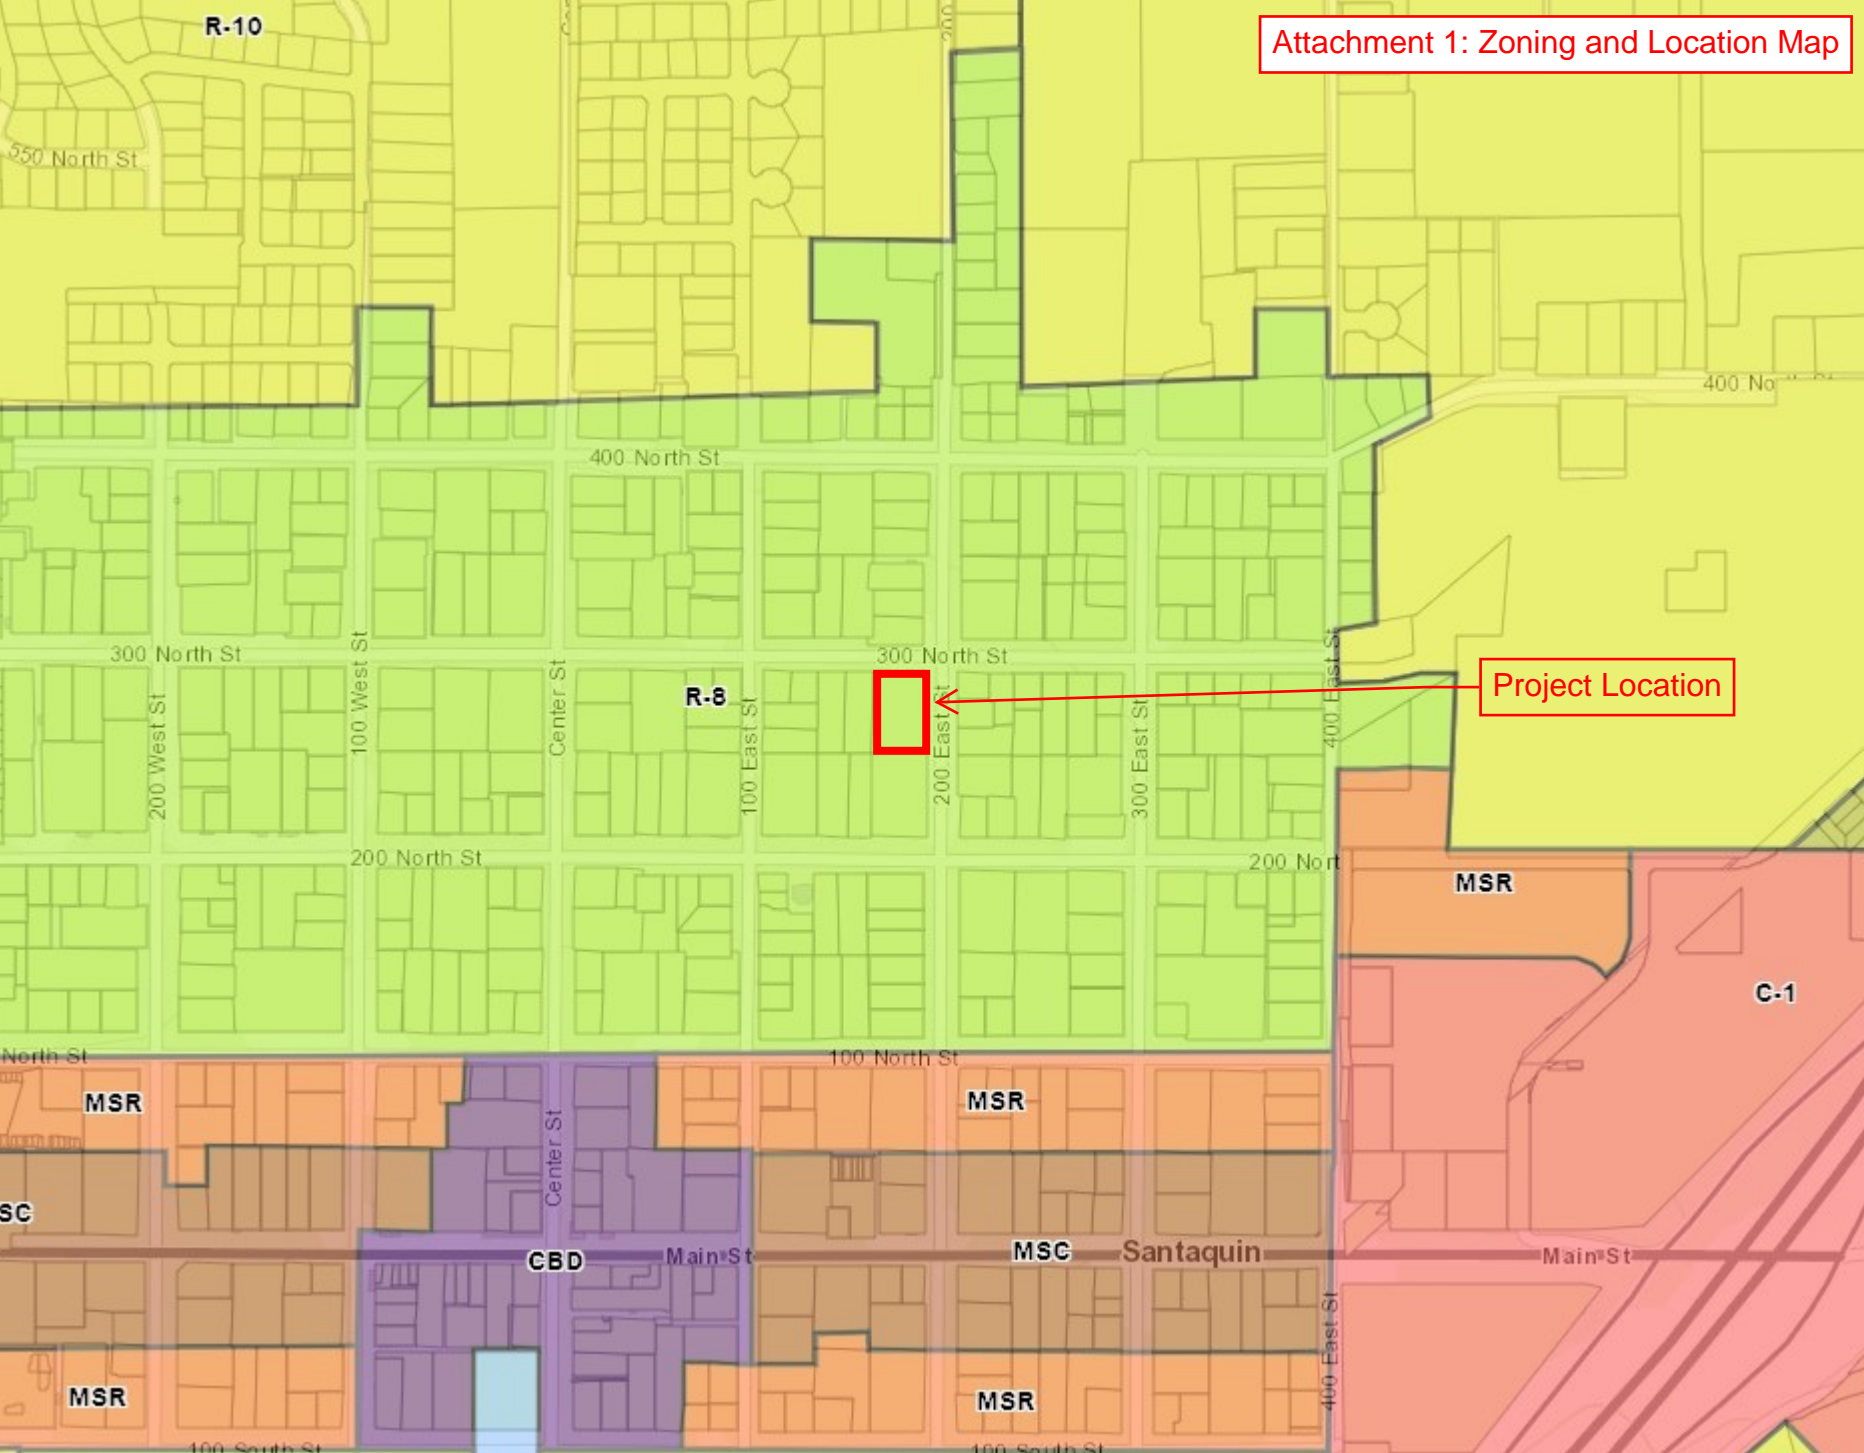 R-10
Attachment 1: Zoning and Location Map
550 North St
400 No
400 North St
300 North St
300 North St
100 West St
Center St
200 West St
R-8
100 East St
200 East St
300 East St
400 East St
Project Location
200 North St
200 Nort
MSR
C-1
North St
100 North St
MSR
MSR
Center St
SC
CBD
Main St
MSC
Santaquin
Main St
400 East St
MSR
MSR
100 South St
100 South St